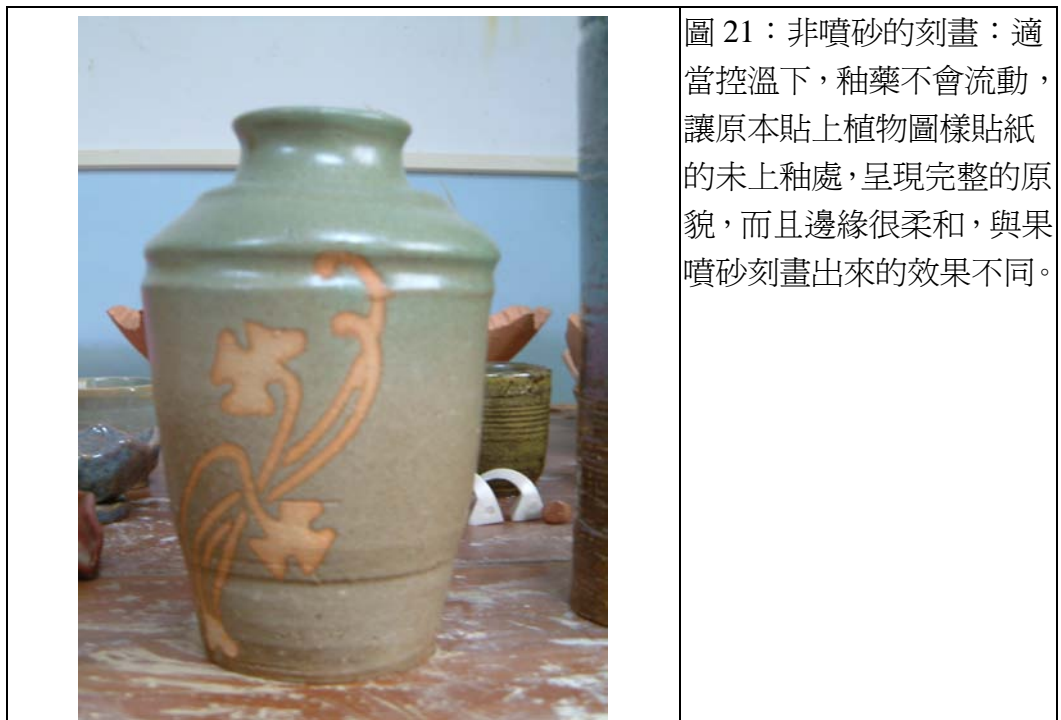 圖 21：非噴砂的刻畫：適
當控溫下，釉藥不會流動，
讓原本貼上植物圖樣貼紙
的未上釉處，呈現完整的原
貌，而且邊緣很柔和，與果
噴砂刻畫出來的效果不同。